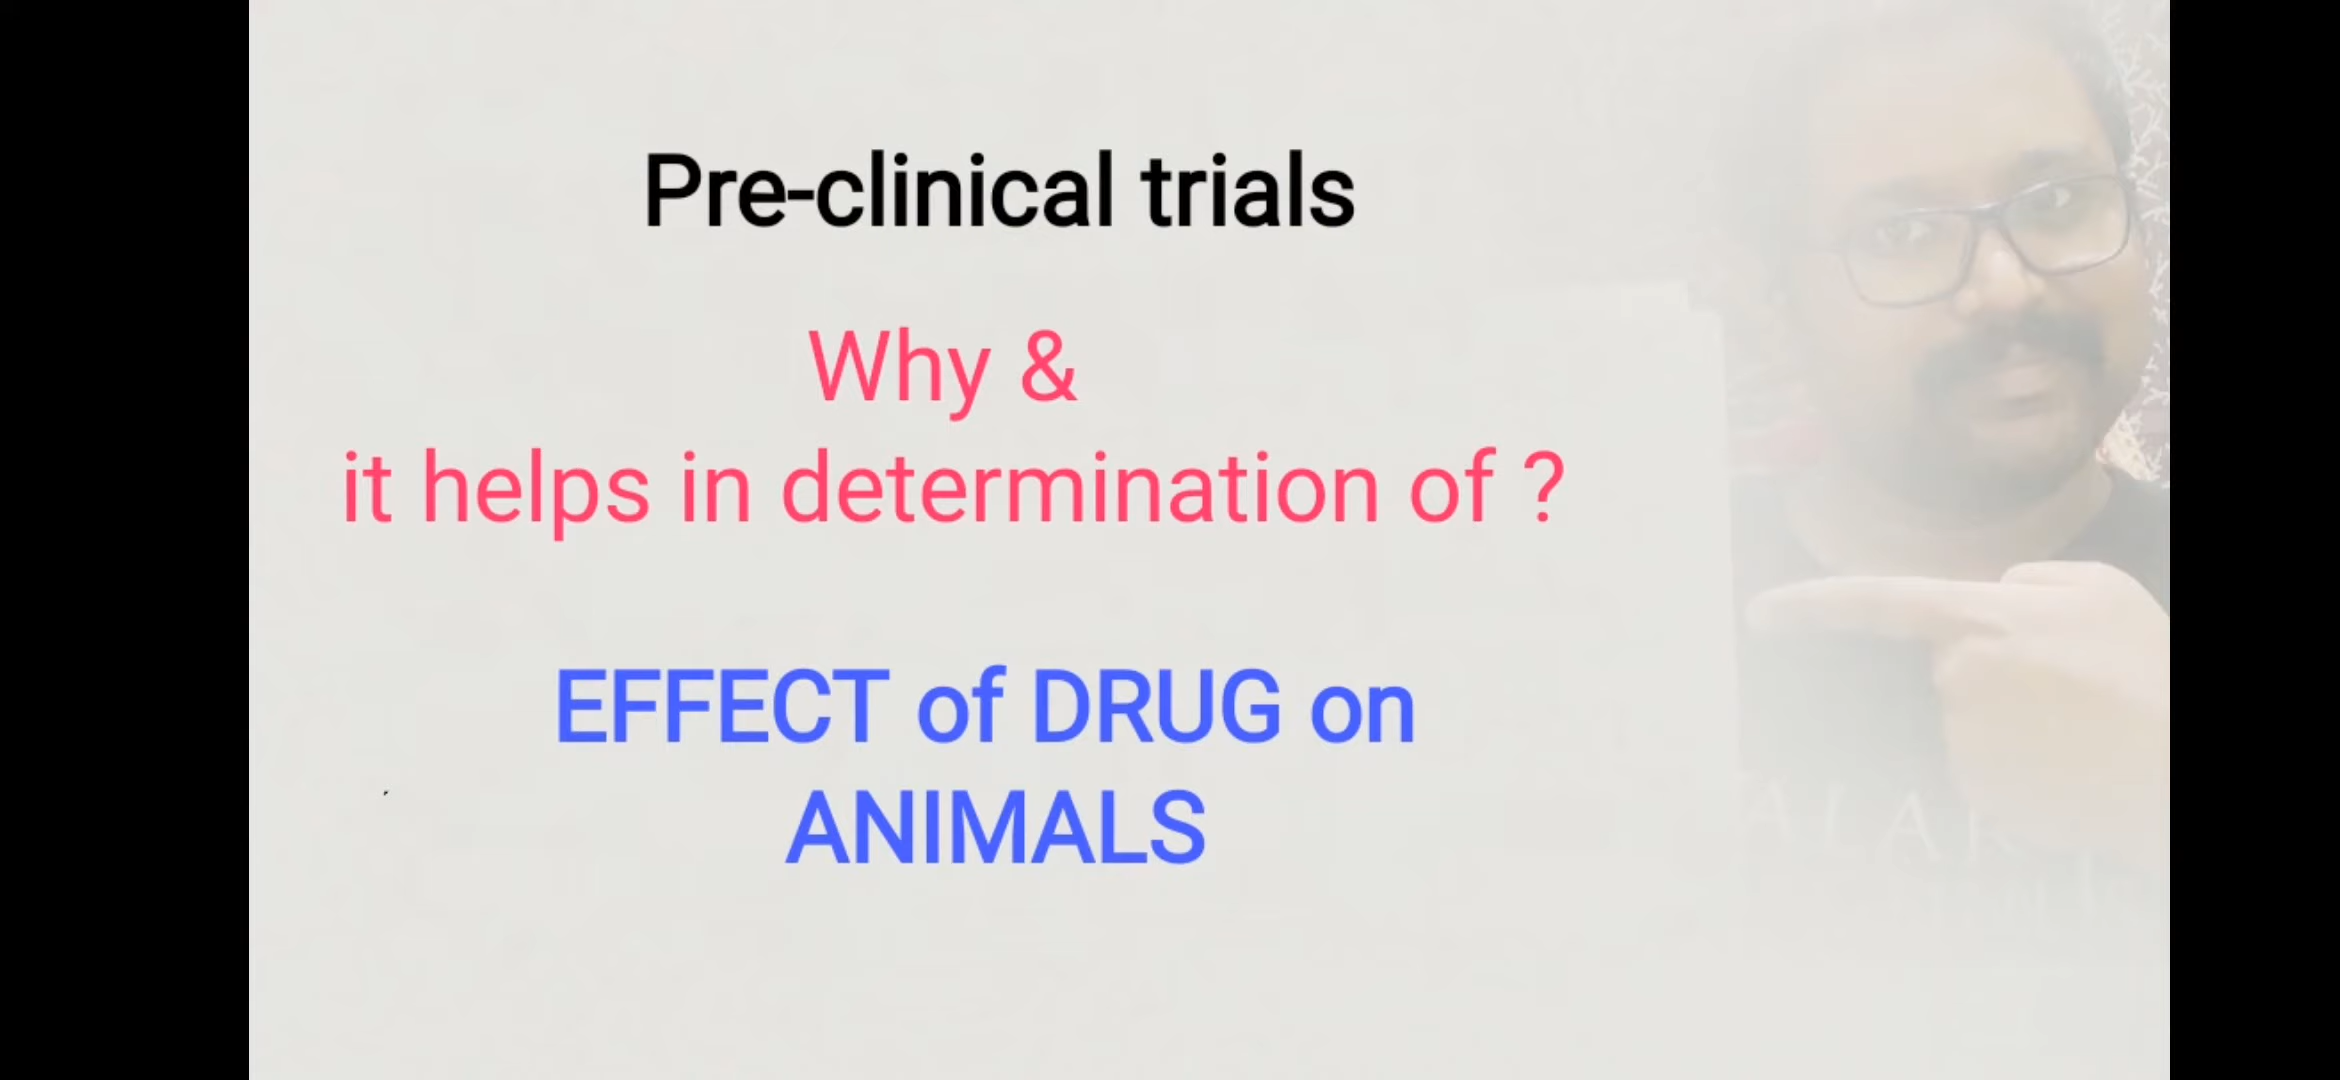 Pre-clinical trials
Why &
it helps in determination of ?
EFFECT of DRUG on
ANIMALS